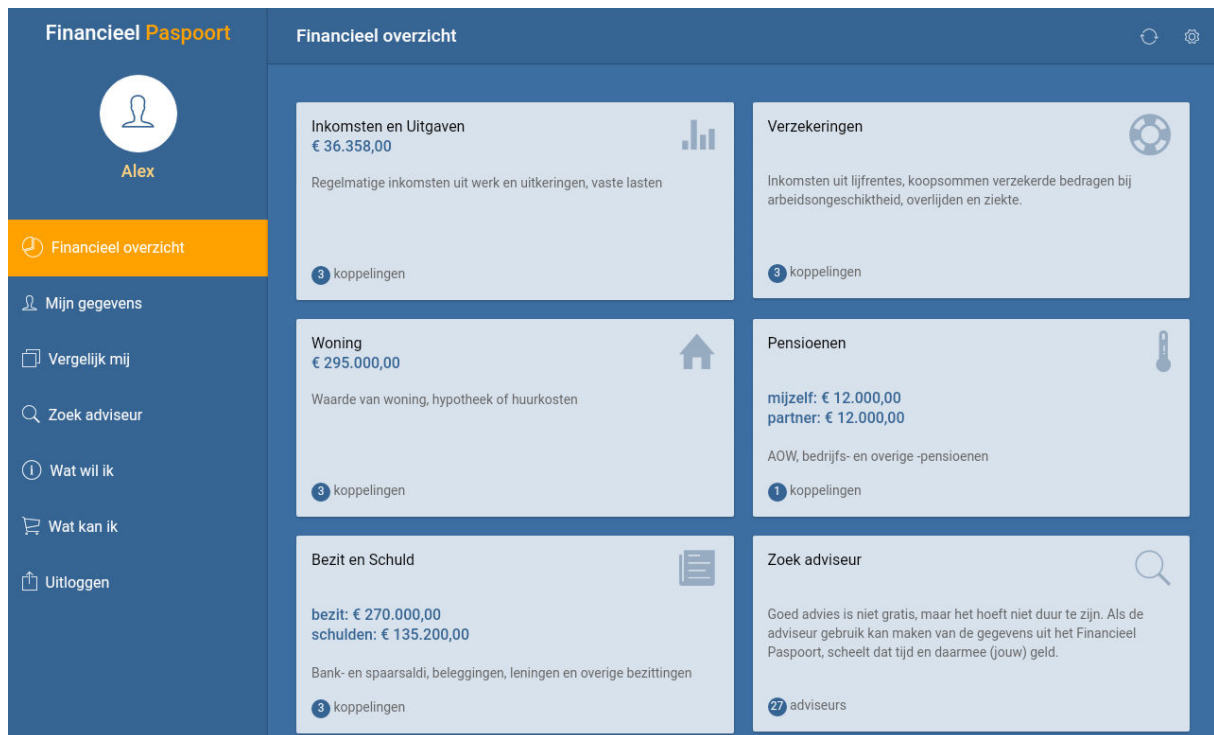 Financieel Paspoort
Alex
Financieel overzicht
Mijn gegevens
Vergelijk mij
Zoek adviseur
Wat wil ik
Wat kan ik
Uitloggen
Financieel overzicht
Inkomsten en Uitgaven
€ 36.358,00
Regelmatige inkomsten uit werk en uitkeringen, vaste lasten
3 koppelingen
Verzekeringen
Inkomsten uit lijfrentes, koopsommen verzekerde bedragen bij
arbeidsongeschiktheid, overlijden en ziekte.
3 koppelingen
Woning
€ 295.000,00
Waarde van woning, hypotheek of huurkosten
3 koppelingen
Pensioenen
mijzelf: € 12.000,00
partner: € 12.000,00
AOW, bedrijfs- en overige -pensioenen
1 koppelingen
Bezit en Schuld
bezit: € 270.000,00
schulden: € 135.200,00
Bank- en spaarsaldi, beleggingen, leningen en overige bezittingen
3 koppelingen
Zoek adviseur
Goed advies is niet gratis, maar het hoeft niet duur te zijn. Als de
adviseur gebruik kan maken van de gegevens uit het Financieel
Paspoort, scheelt dat tijd en daarmee (jouw) geld.
27 adviseurs